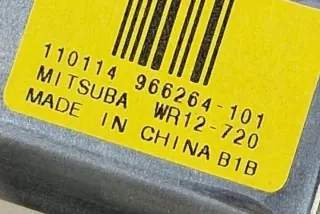 110114 966264-101
MITSUBA WR12-720
MADE IN CHINA B1B